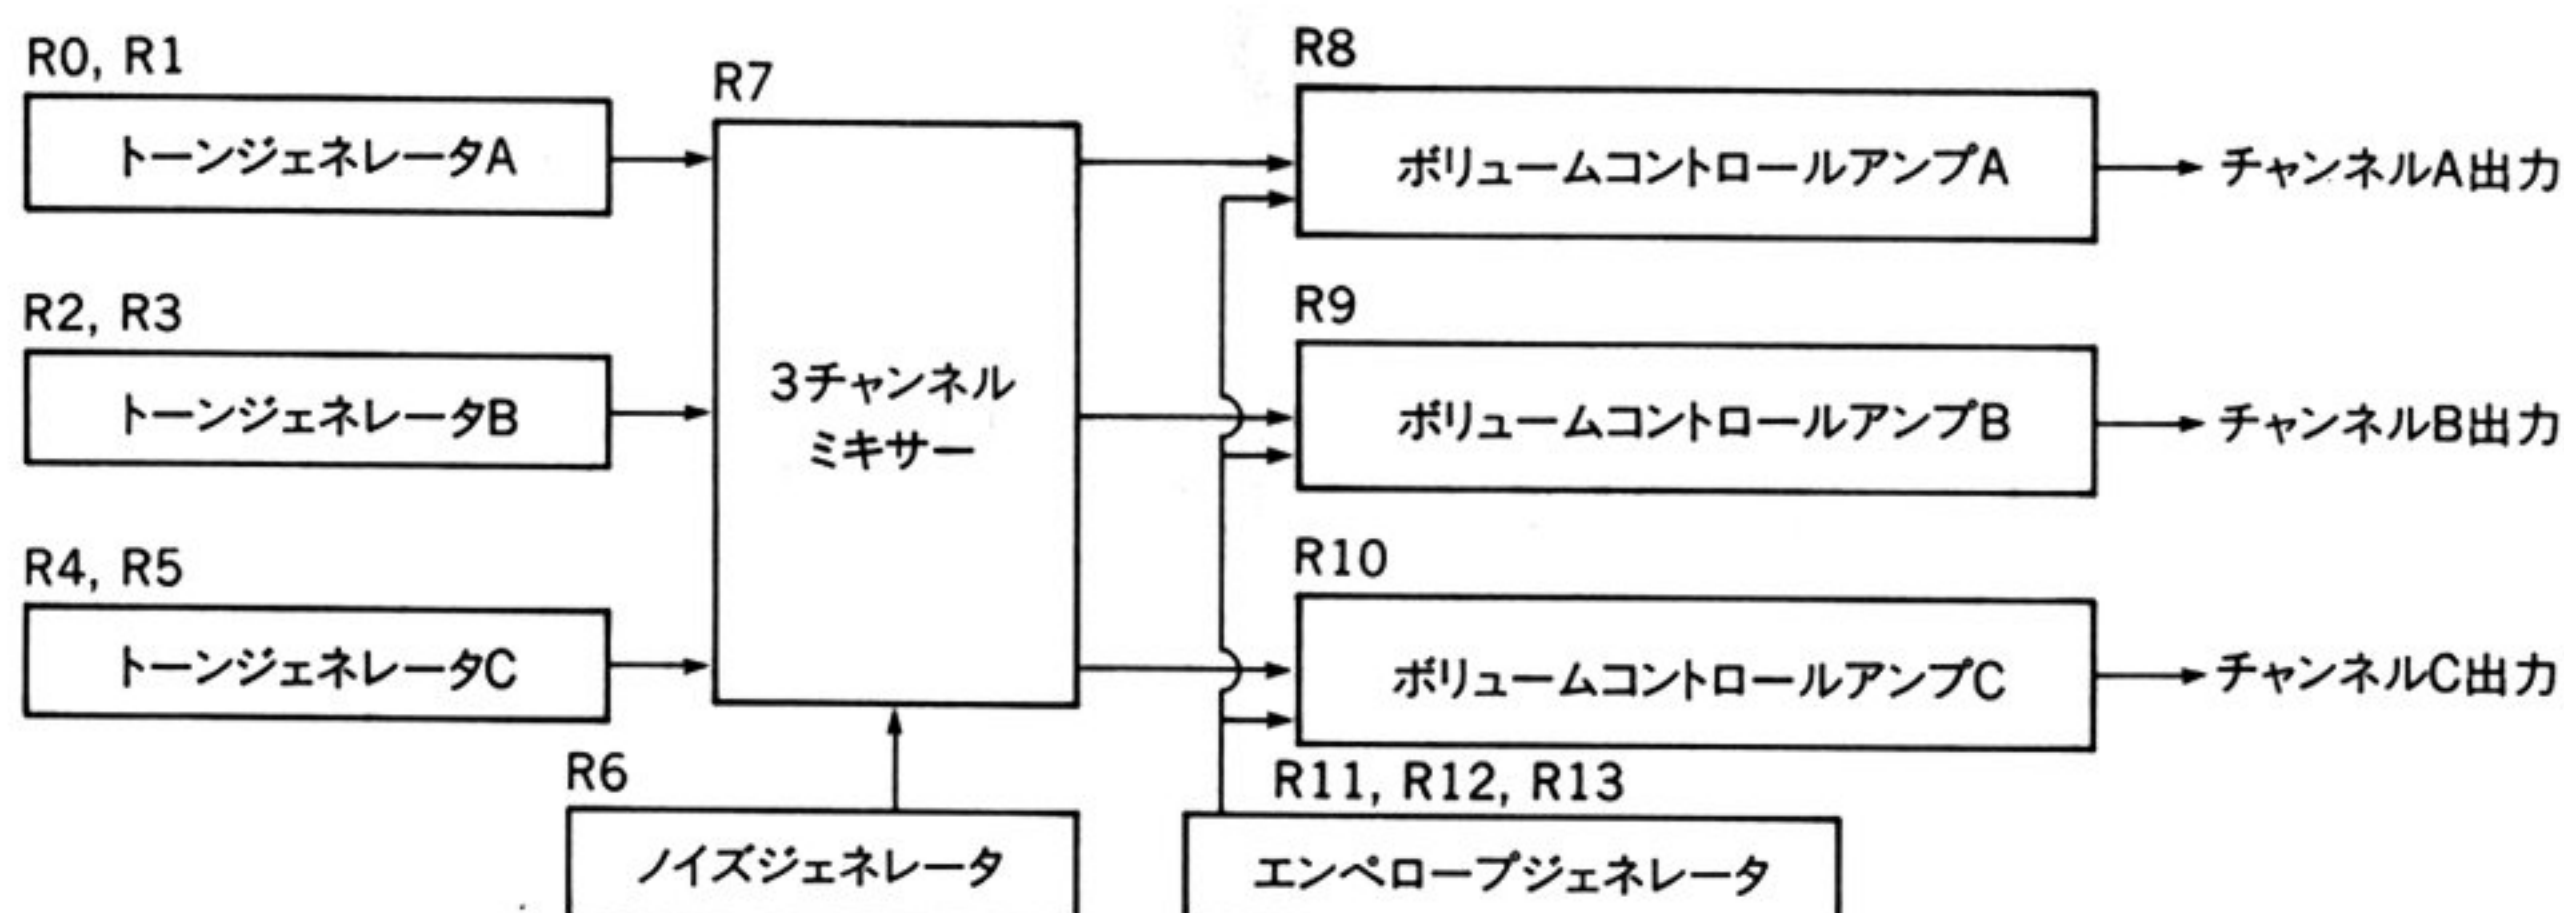 R0, R1
トーンジェネレータA
R2, R3
トーンジェネレータB
R4, R5
トーンジェネレータC
R7
3チャンネル
ミキサー
R6
ノイズジェネレータ
R8
ボリュームコントロールアンプA
チャンネルA出力
R9
ボリュームコントロールアンプB
チャンネルB出力
R10
ボリュームコントロールアンプC
チャンネルC出力
R11, R12, R13
エンペロープジェネレータ